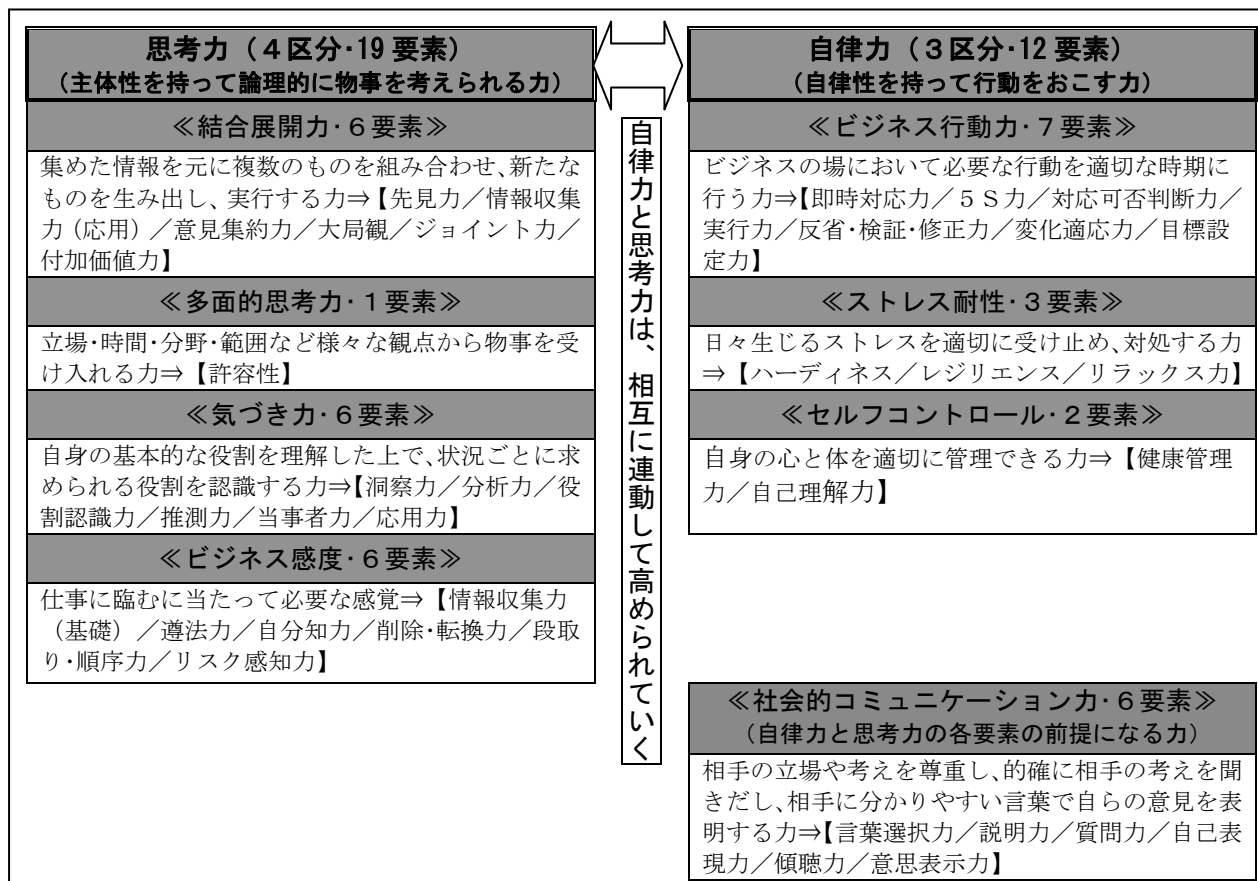 思考力（４区分･19 要素）
（主体性を持って論理的に物事を考えられる力）
≪結合展開力･６要素≫
集めた情報を元に複数のものを組み合わせ､新たな
ものを生み出し、実行する力⇒【先見力／情報収集
力（応用）／意見集約力／大局観／ジョイント力／
付加価値力】
≪多面的思考力･１要素≫
立場･時間･分野･範囲など様々な観点から物事を受
け入れる力⇒【許容性】
≪気づき力･６要素≫
自身の基本的な役割を理解した上で､状況ごとに求
められる役割を認識する力⇒【洞察力／分析力／役
割認識力／推測力／当事者力／応用力】
≪ビジネス感度･６要素≫
仕事に臨むに当たって必要な感覚⇒【情報収集力
（基礎）／遵法力／自分知力／削除･転換力／段取
り･順序力／リスク感知力】
自律力と思考力は、相互に連動して高められていく
自律力（３区分･12 要素）
（自律性を持って行動をおこす力）
≪ビジネス行動力･７要素≫
ビジネスの場において必要な行動を適切な時期に
行う力⇒【即時対応力／５Ｓ力／対応可否判断力／
実行力／反省･検証･修正力／変化適応力／目標設
定力】
≪ストレス耐性･３要素≫
日々生じるストレスを適切に受け止め､対処する力
⇒【ハーディネス／レジリエンス／リラックス力】
≪セルフコントロール･２要素≫
自身の心と体を適切に管理できる力⇒【健康管理
力／自己理解力】
≪社会的コミュニケーション力･６要素≫
（自律力と思考力の各要素の前提になる力）
相手の立場や考えを尊重し､的確に相手の考えを聞
きだし､相手に分かりやすい言葉で自らの意見を表
明する力⇒【言葉選択力／説明力／質問力／自己表
現力／傾聴力／意思表示力】